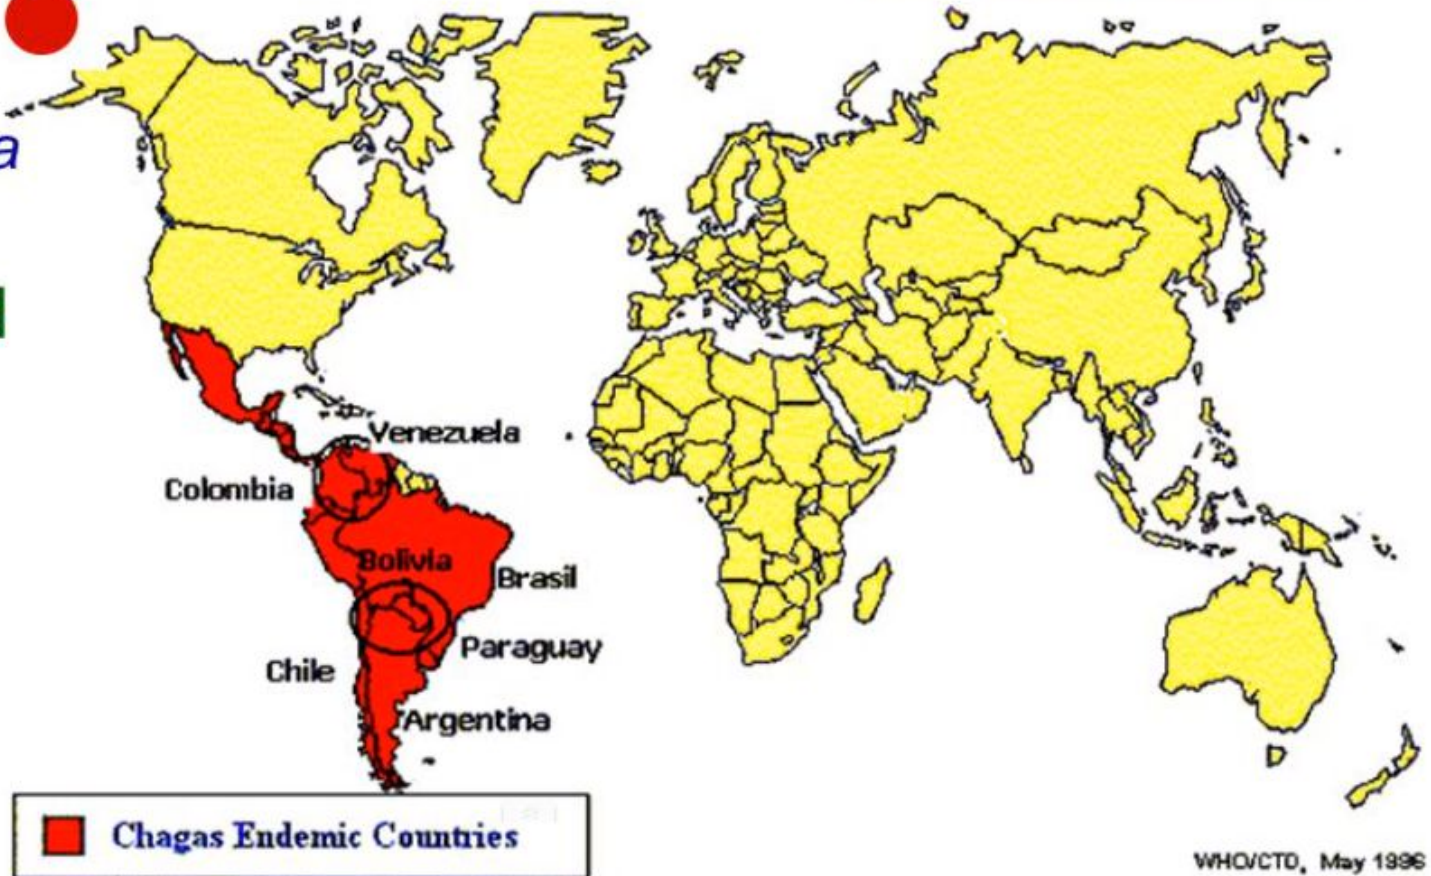 a
Venezuela
Colombia
Bolivia
Brasil
Paraguay
Chile
Argentina
Chagas Endemic Countries
WHO/CTD, May 1996